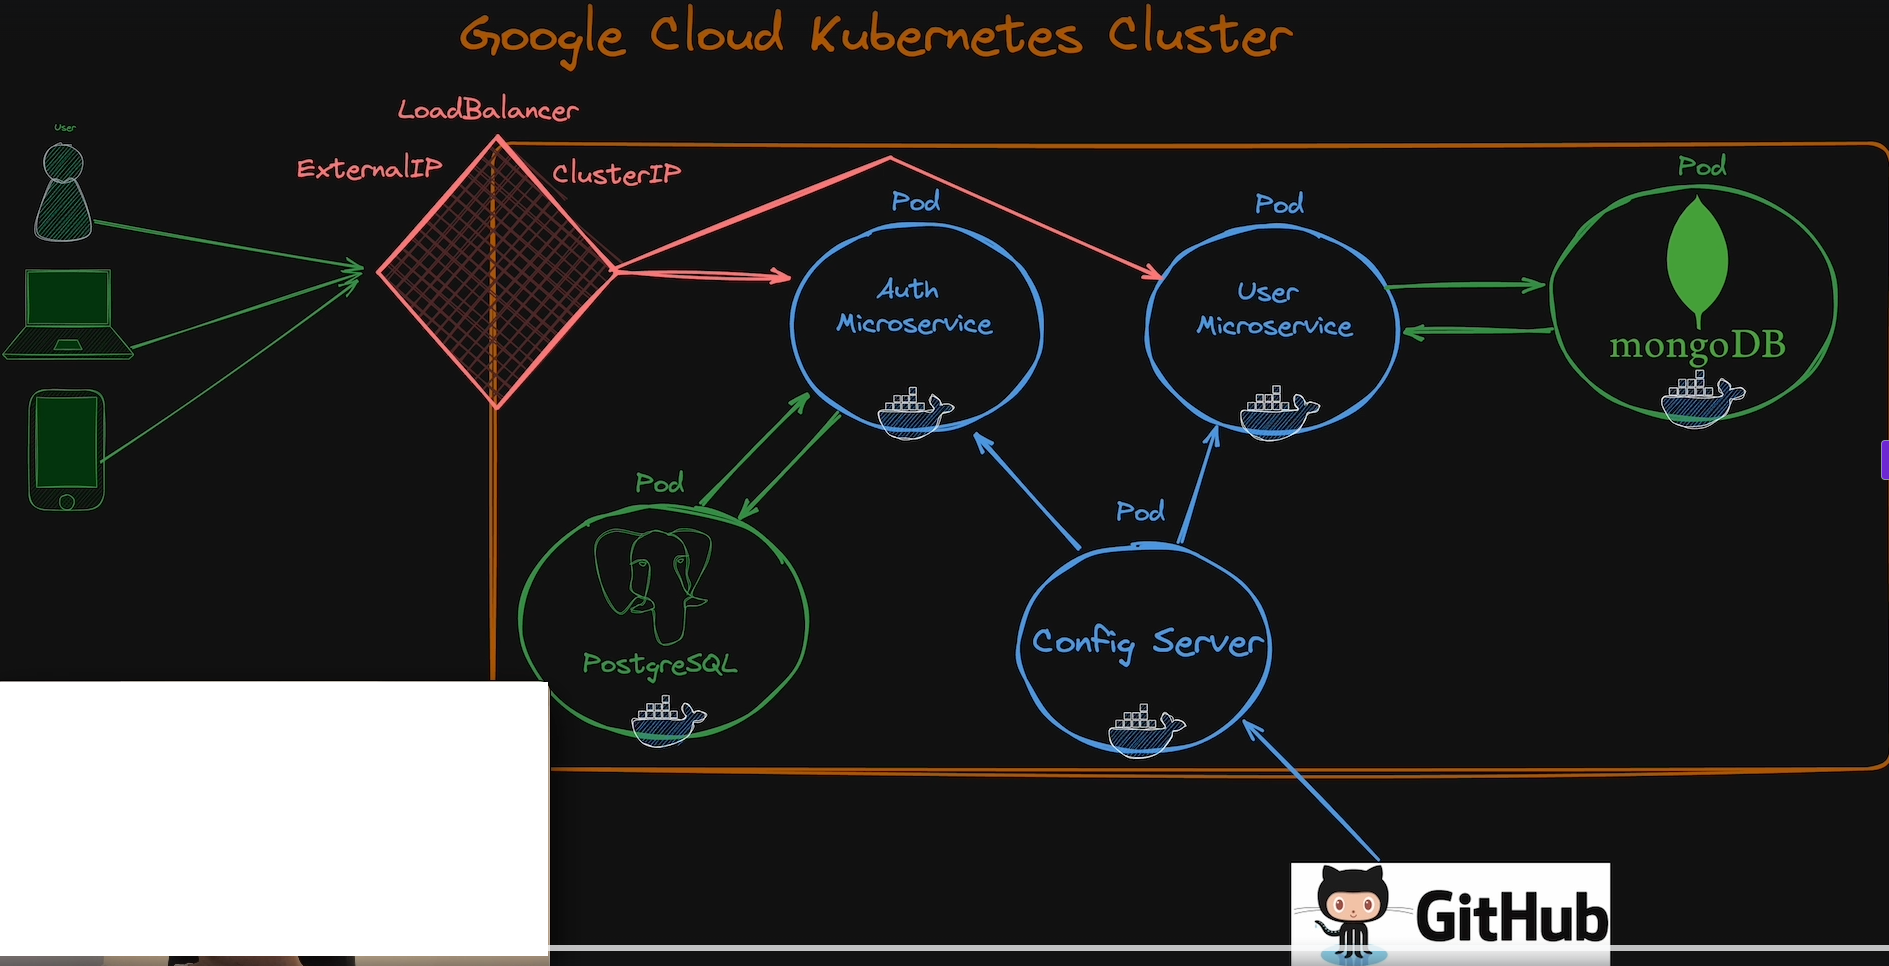 Google Cloud Kubernetes Cluster
LoadBalancer
User
ExternalIP
ClusterIP
Pod
Auth
Microservice
Pod
User
Microservice
Pod
mongoDB
Pod
PostgreSQL
Pod
Config Server
GitHub